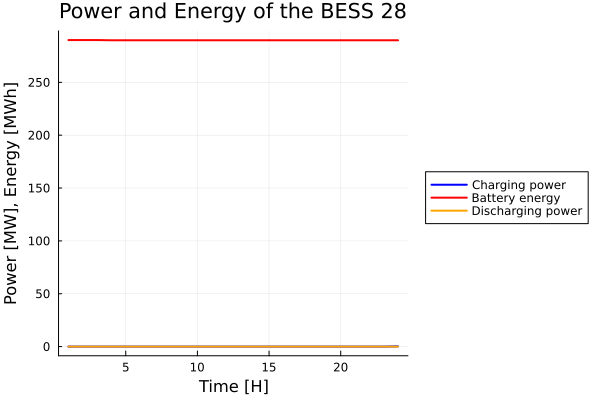 Power and Energy of the BESS 28
Power [MW], Energy [MWh]
250
200
150
100
50
0
5 10 15 20
Time [H]
Charging power
Battery energy
Discharging power